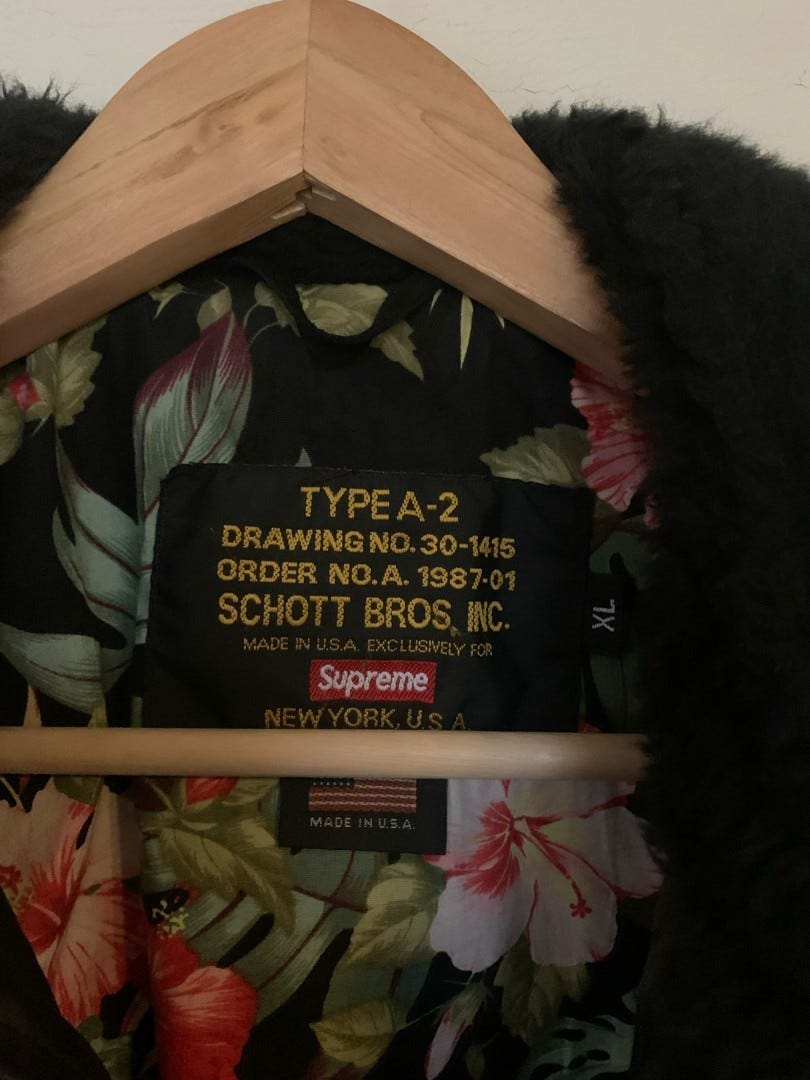 TYPE A-2
DRAWING NO. 30-1415
ORDER NO. A. 1987-01
SCHOTT BROS. INC.
MADE IN U.S.A. EXCLUSIVELY FOR
Supreme
NEW YORK, U.S.A.
XL
MADE IN U.S.A.